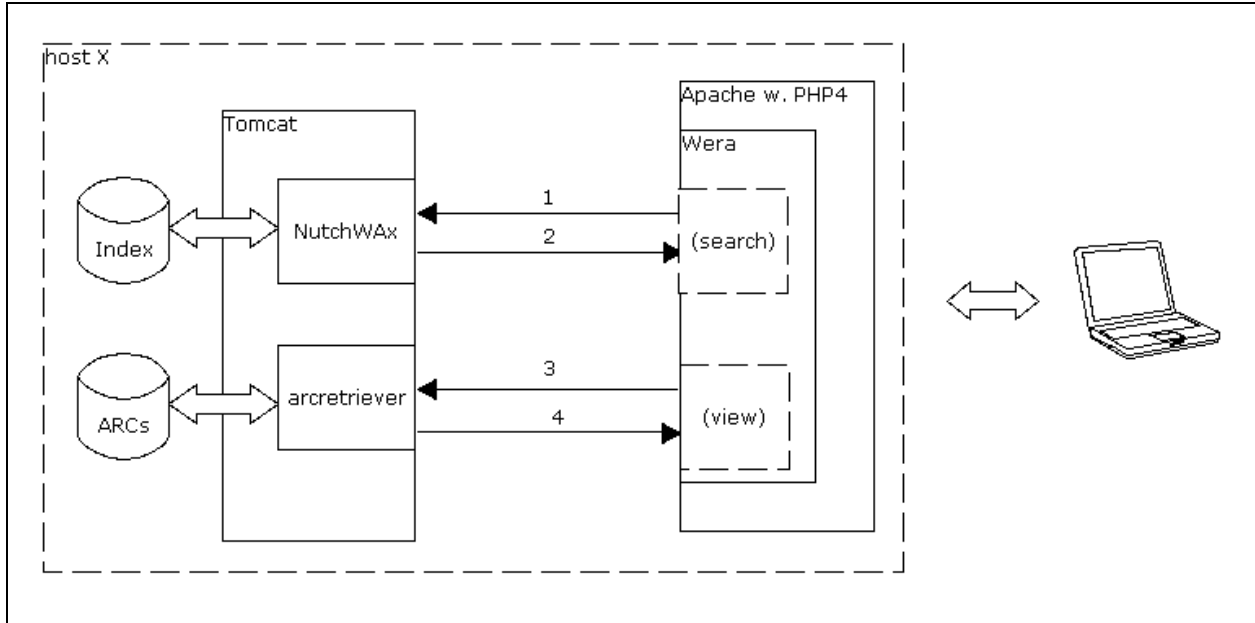 host X
Apache w. PHP4
Tomcat
Wera
1
NutchWAx
2
(search)
Index
3
arcretriever
4
(view)
ARCs